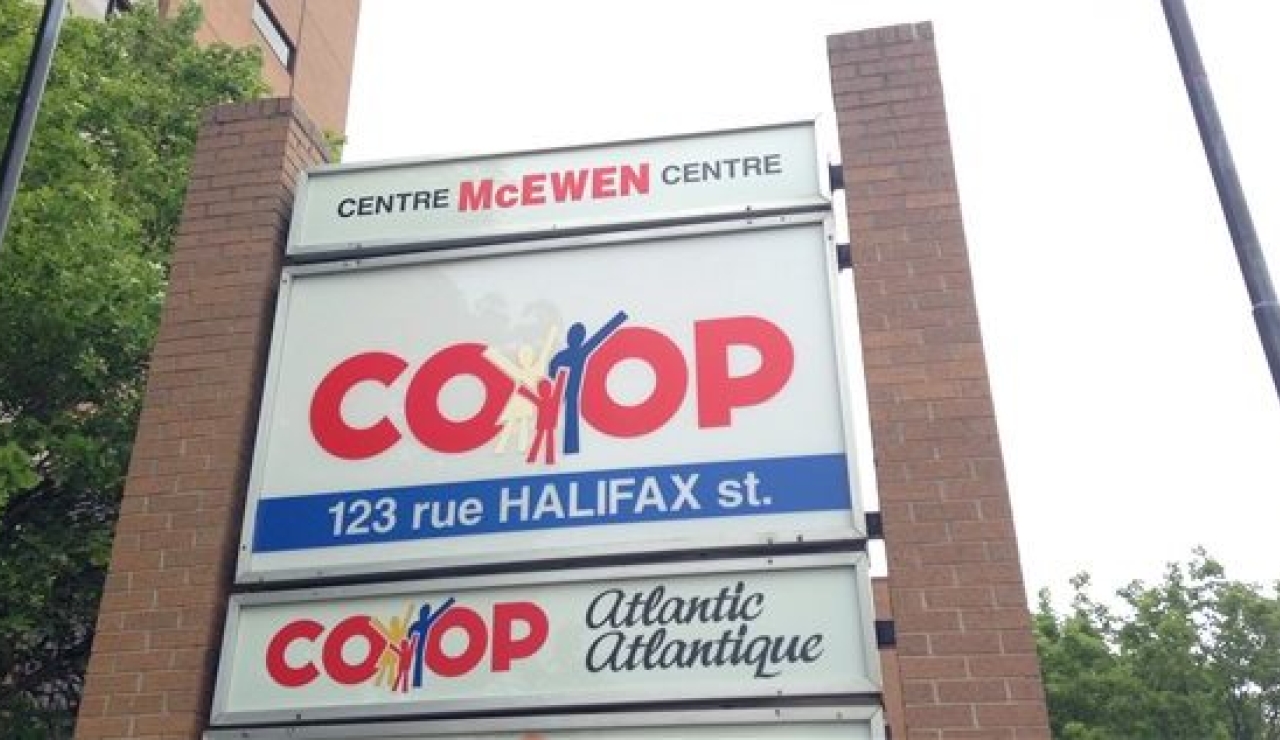 CENTRE McEWEN CENTRE
COOP
123 rue HALIFAX st.
COOP Atlantic
Atlantique